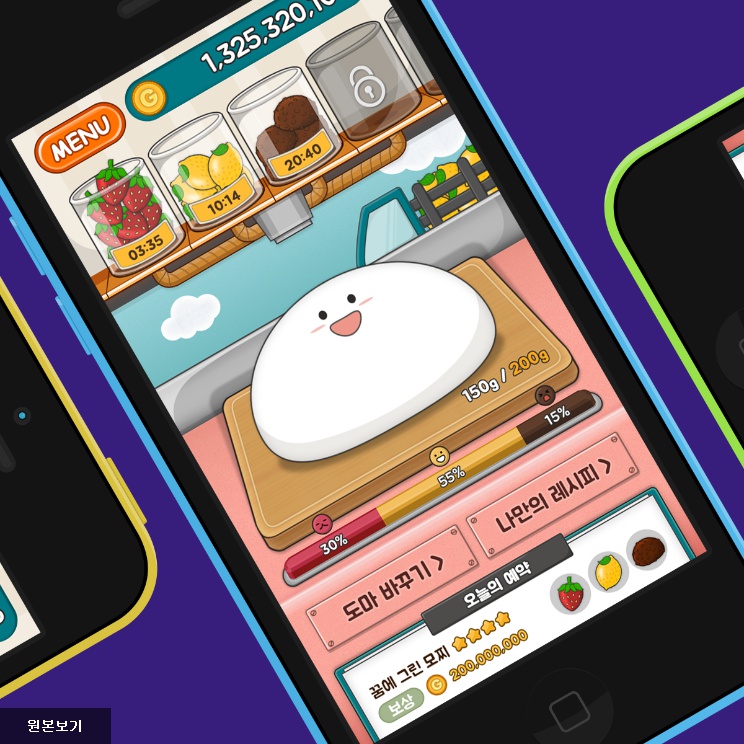 1,325,320,10
MENU
03:35
10:14
20:40
150g / 200g
30%
55%
15%
도마 바꾸기 >
나만의 레시피 >
오늘의 예약
꿈에 그린 모찌
보상
G 200,000,000
원본보기